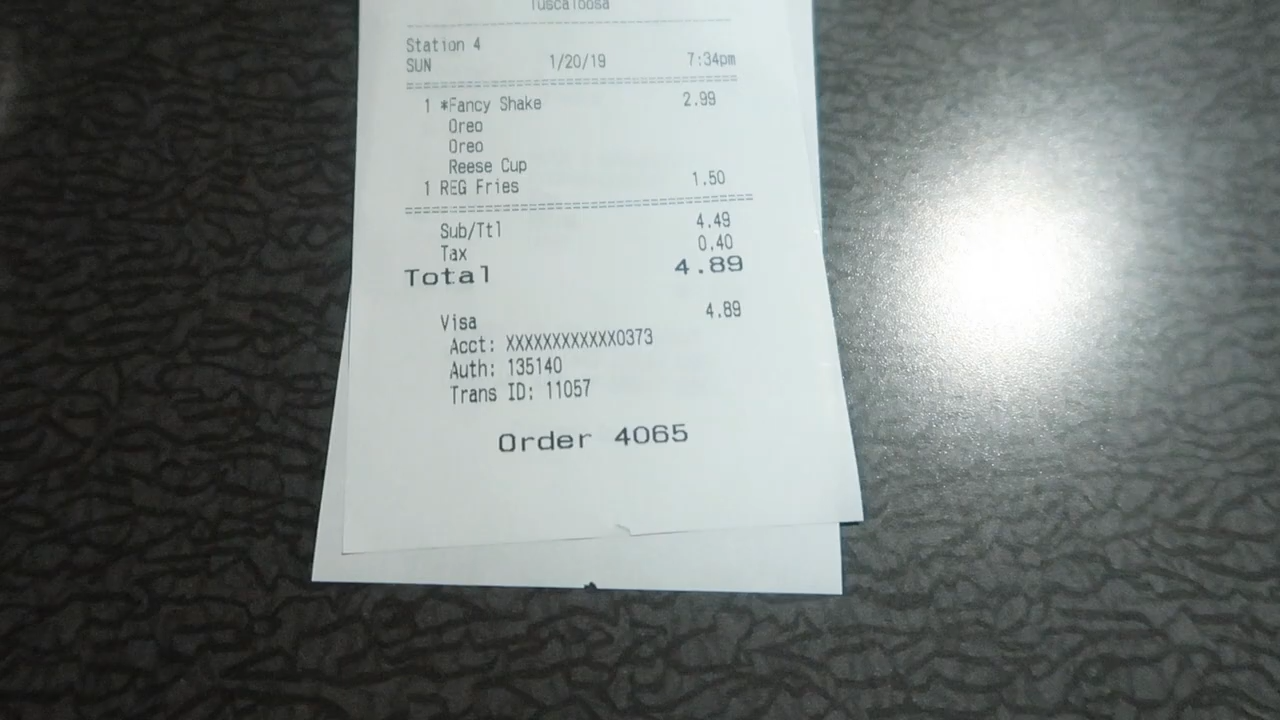 Tuscaloosa
Station 4
SUN 1/20/19 7:34pm
1 *Fancy Shake 2.99
Oreo
Oreo
Reese Cup
1 REG Fries 1.50
Sub/Ttl 4.49
Tax 0.40
Total 4.89
Visa 4.89
Acct: XXXXXXXXXXXX0373
Auth: 135140
Trans ID: 11057
Order 4065